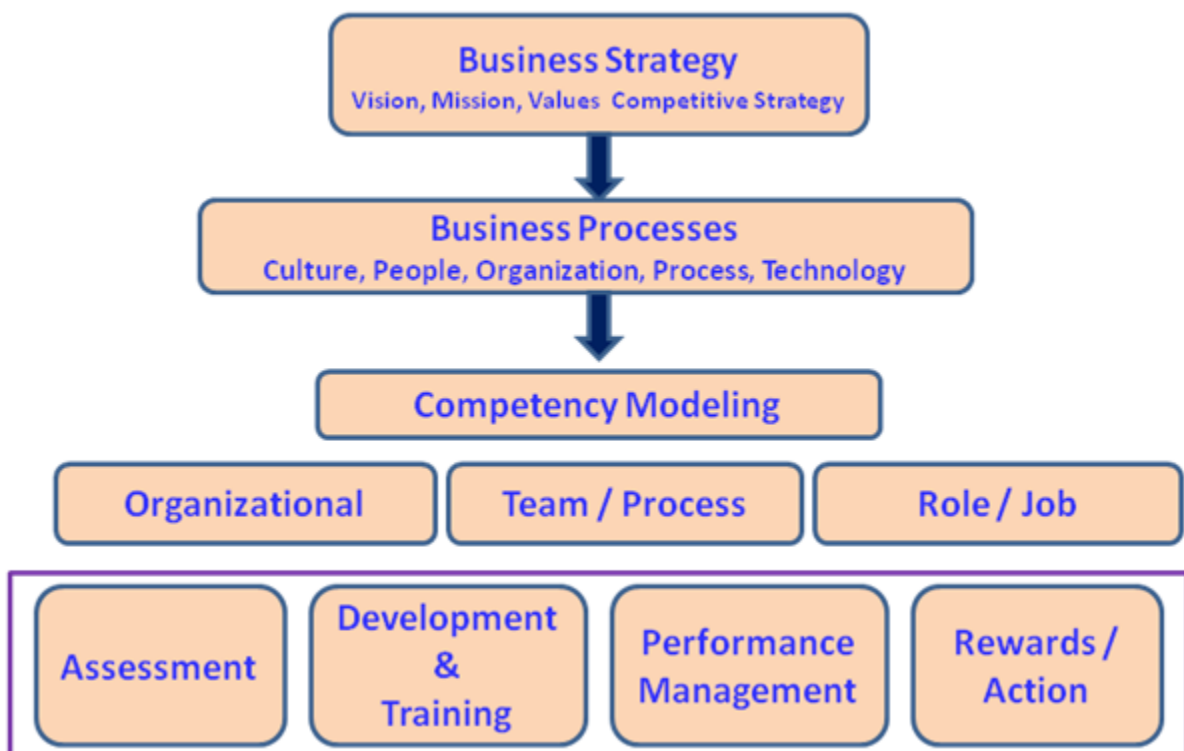 Business Strategy
Vision, Mission, Values Competitive Strategy
Business Processes
Culture, People, Organization, Process, Technology
Competency Modeling
Organizational
Team / Process
Role / Job
Assessment
Development
&
Training
Performance
Management
Rewards /
Action